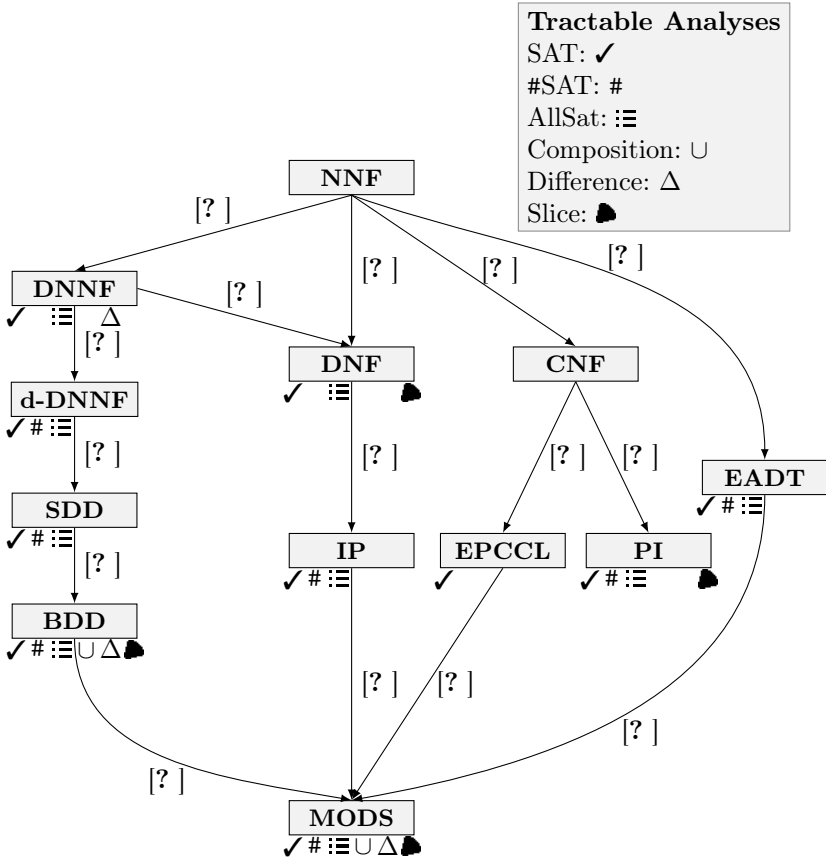 Tractable Analyses
SAT: ✓
#SAT: #
AllSat:
Composition: ∪
Difference: Δ
Slice:
NNF
[? ]
[? ]
[? ]
[? ]
[? ]
DNNF
✓ Δ
[? ]
DNF
✓
CNF
d-DNNF
✓ #
[? ]
[? ]
[? ]
[? ]
EADT
✓ #
SDD
✓ #
[? ]
IP
✓ #
EPCCL
✓
PI
✓ #
BDD
✓ # ∪ Δ
[? ]
[? ]
[? ]
[? ]
MODS
✓ # ∪ Δ